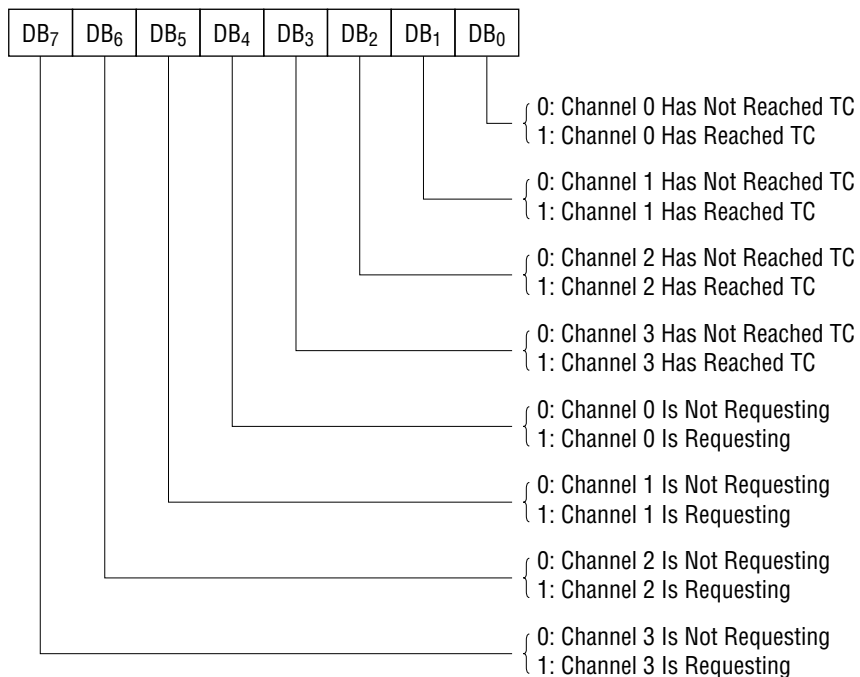 DB7 DB6 DB5 DB4 DB3 DB2 DB1 DB0
0: Channel 0 Has Not Reached TC
1: Channel 0 Has Reached TC
0: Channel 1 Has Not Reached TC
1: Channel 1 Has Reached TC
0: Channel 2 Has Not Reached TC
1: Channel 2 Has Reached TC
0: Channel 3 Has Not Reached TC
1: Channel 3 Has Reached TC
0: Channel 0 Is Not Requesting
1: Channel 0 Is Requesting
0: Channel 1 Is Not Requesting
1: Channel 1 Is Requesting
0: Channel 2 Is Not Requesting
1: Channel 2 Is Requesting
0: Channel 3 Is Not Requesting
1: Channel 3 Is Requesting